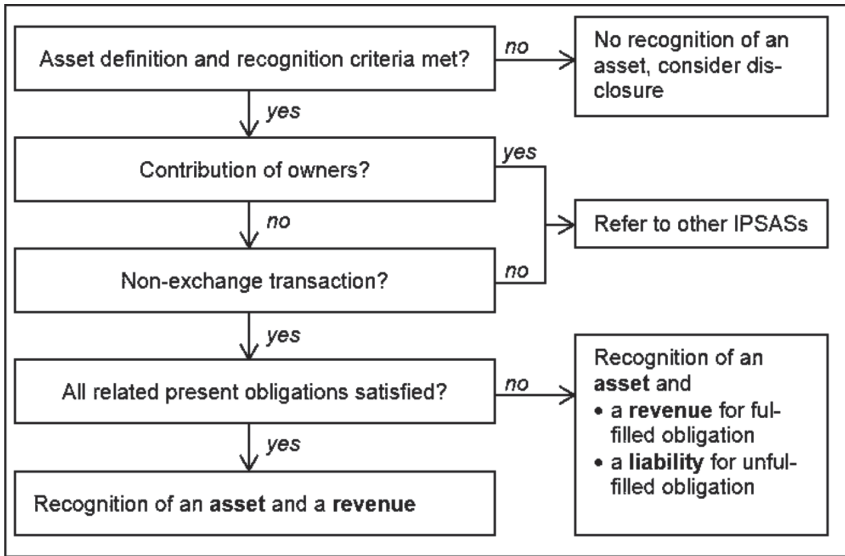 Asset definition and recognition criteria met?
no
No recognition of an
asset, consider dis-
closure
yes
Contribution of owners?
yes
no
Refer to other IPSASs
Non-exchange transaction?
no
yes
All related present obligations satisfied?
no
Recognition of an
asset and
• a revenue for ful-
filled obligation
• a liability for unful-
filled obligation
yes
Recognition of an asset and a revenue